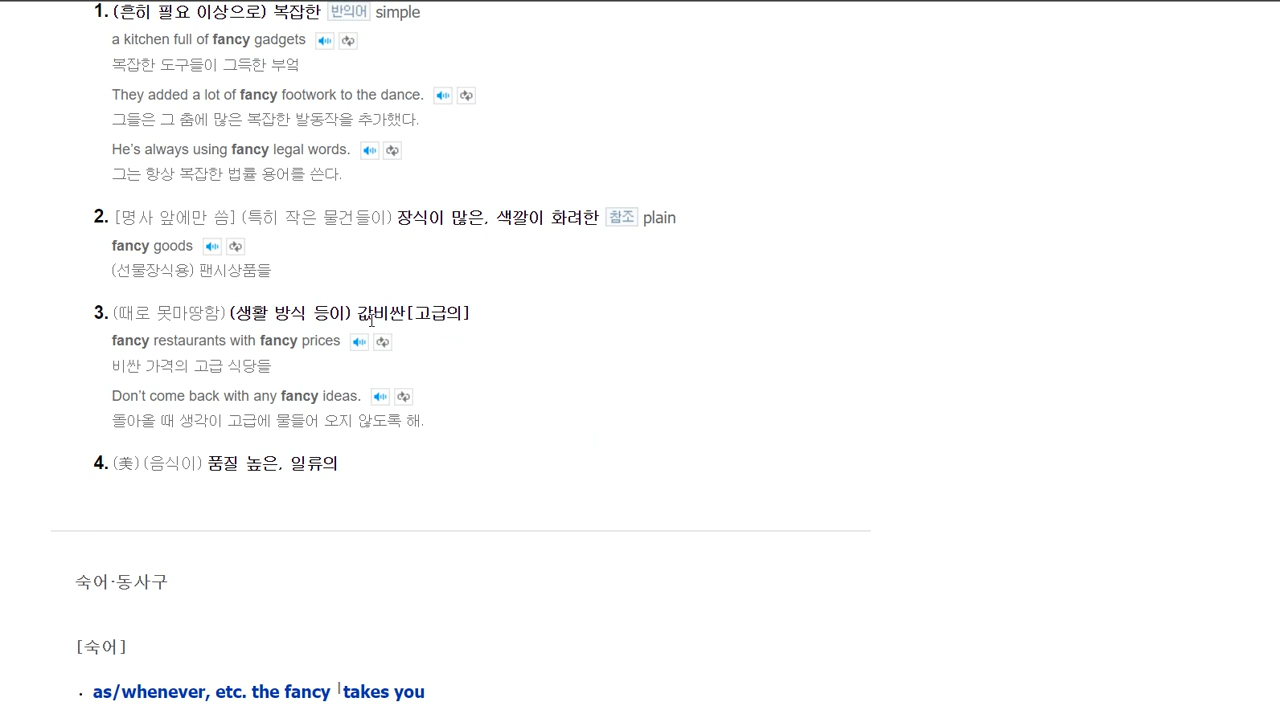 1. (흔히 필요 이상으로) 복잡한 반의어 simple
a kitchen full of fancy gadgets
복잡한 도구들이 그득한 부엌
They added a lot of fancy footwork to the dance.
그들은 그 춤에 많은 복잡한 발동작을 추가했다.
He’s always using fancy legal words.
그는 항상 복잡한 법률 용어를 쓴다.
2. [명사 앞에만 씀] (특히 작은 물건들이) 장식이 많은, 색깔이 화려한 참조 plain
fancy goods
(선물장식용) 팬시상품들
3. (때로 못마땅함) (생활 방식 등이) 값비싼[고급의]
fancy restaurants with fancy prices
비싼 가격의 고급 식당들
Don’t come back with any fancy ideas.
돌아올 때 생각이 고급에 물들어 오지 않도록 해.
4. (美) (음식이) 품질 높은, 일류의
숙어·동사구
[숙어]
· as/whenever, etc. the fancy ˈtakes you